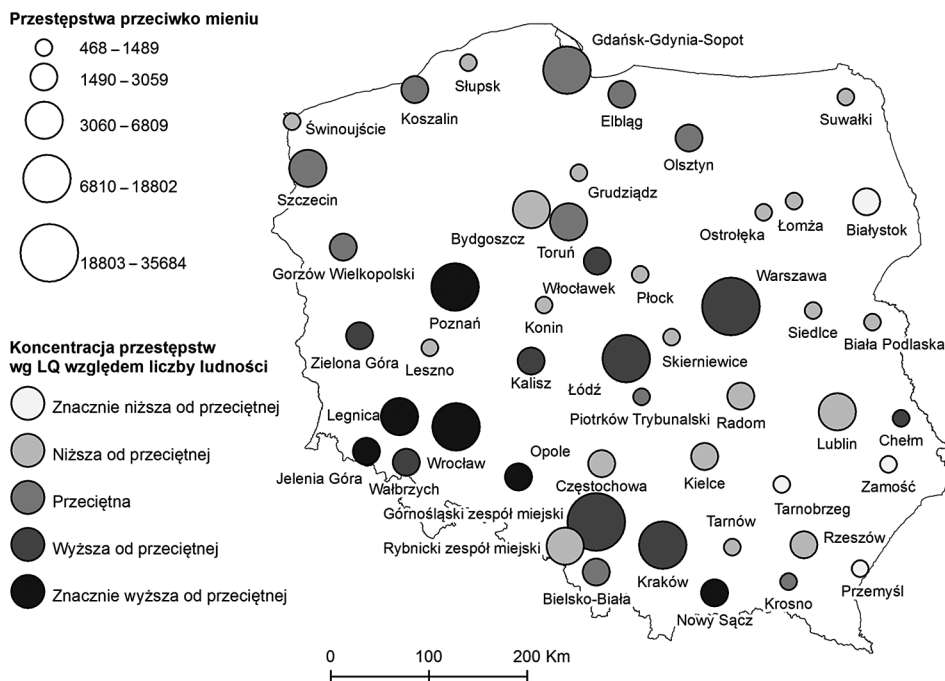 Przestępstwa przeciwko mieniu
468 – 1489
1490 – 3059
3060 – 6809
6810 – 18802
18803 – 35684
Koncentracja przestępstw
wg LQ względem liczby ludności
Znacznie niższa od przeciętnej
Niższa od przeciętnej
Przeciętna
Wyższa od przeciętnej
Znacznie wyższa od przeciętnej
Gdańsk-Gdynia-Sopot
Słupsk
Koszalin
Elbląg
Suwałki
Świnoujście
Olsztyn
Szczecin
Grudziądz
Łomża
Ostrołęka
Białystok
Bydgoszcz
Toruń
Gorzów Wielkopolski
Włocławek
Warszawa
Płock
Poznań
Konin
Siedlce
Biała Podlaska
Zielona Góra
Leszno
Skierniewice
Kalisz
Łódź
Piotrków Trybunalski
Radom
Legnica
Lublin
Chełm
Wrocław
Opole
Jelenia Góra
Wałbrzych
Częstochowa
Kielce
Zamość
Tarnobrzeg
Górnośląski zespół miejski
Tarnów
Rzeszów
Rybnicki zespół miejski
Kraków
Przemyśl
Bielsko-Biała
Krosno
Nowy Sącz
0 100 200 Km